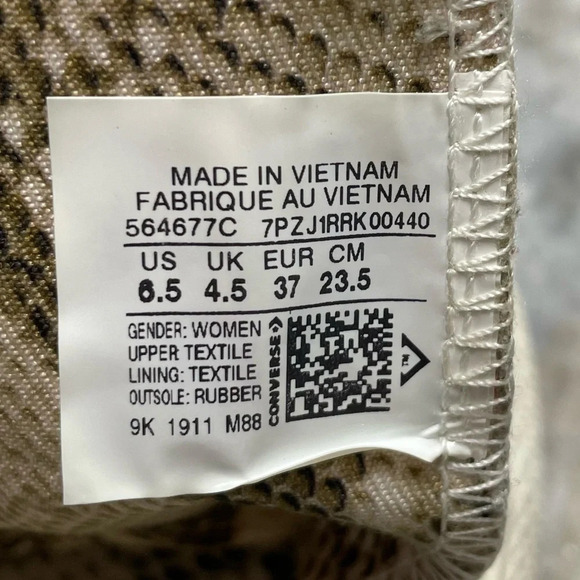 MADE IN VIETNAM
FABRIQUE AU VIETNAM
564677C 7PZJ1RRK00440
US UK EUR CM
6.5 4.5 37 23.5
GENDER: WOMEN
UPPER TEXTILE
LINING: TEXTILE
OUTSOLE: RUBBER
9K 1911 M88
CONVERSE
TM